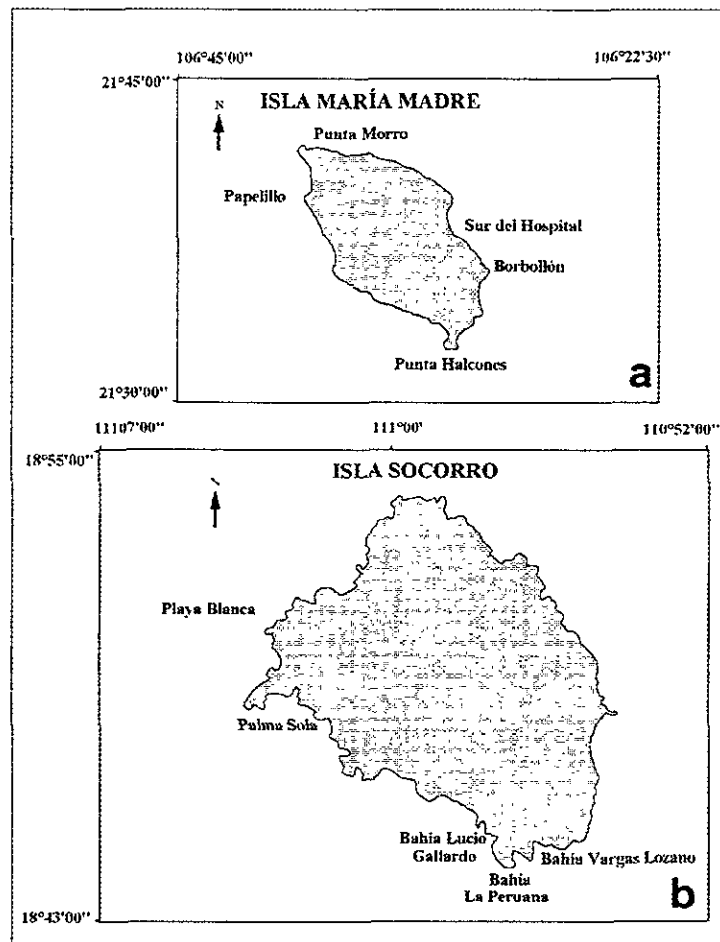 106°45'00"
106°22'30"
21°45'00"
N
ISLA MARÍA MADRE
Punta Morro
Papelillo
Sur del Hospital
Borbollón
Punta Halcones
a
21°30'00"
11107'00"
111°00'
110°52'00"
18°55'00"
ISLA SOCORRO
Playa Blanca
Palma Sola
Bahía Lucio
Gallardo
Bahía Vargas Lozano
Bahía
La Peruana
b
18°43'00"